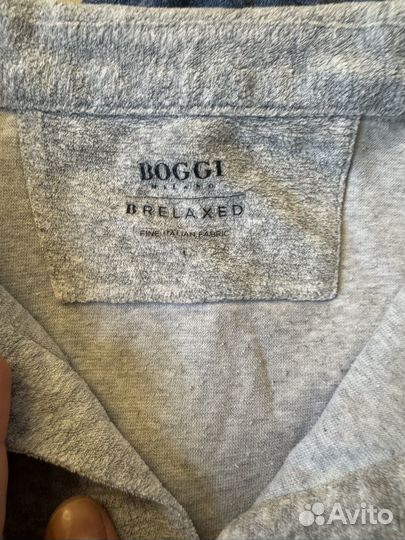 BOGGI
MILANO
BRELAXED
FINE ITALIAN FABRIC
L
Avito